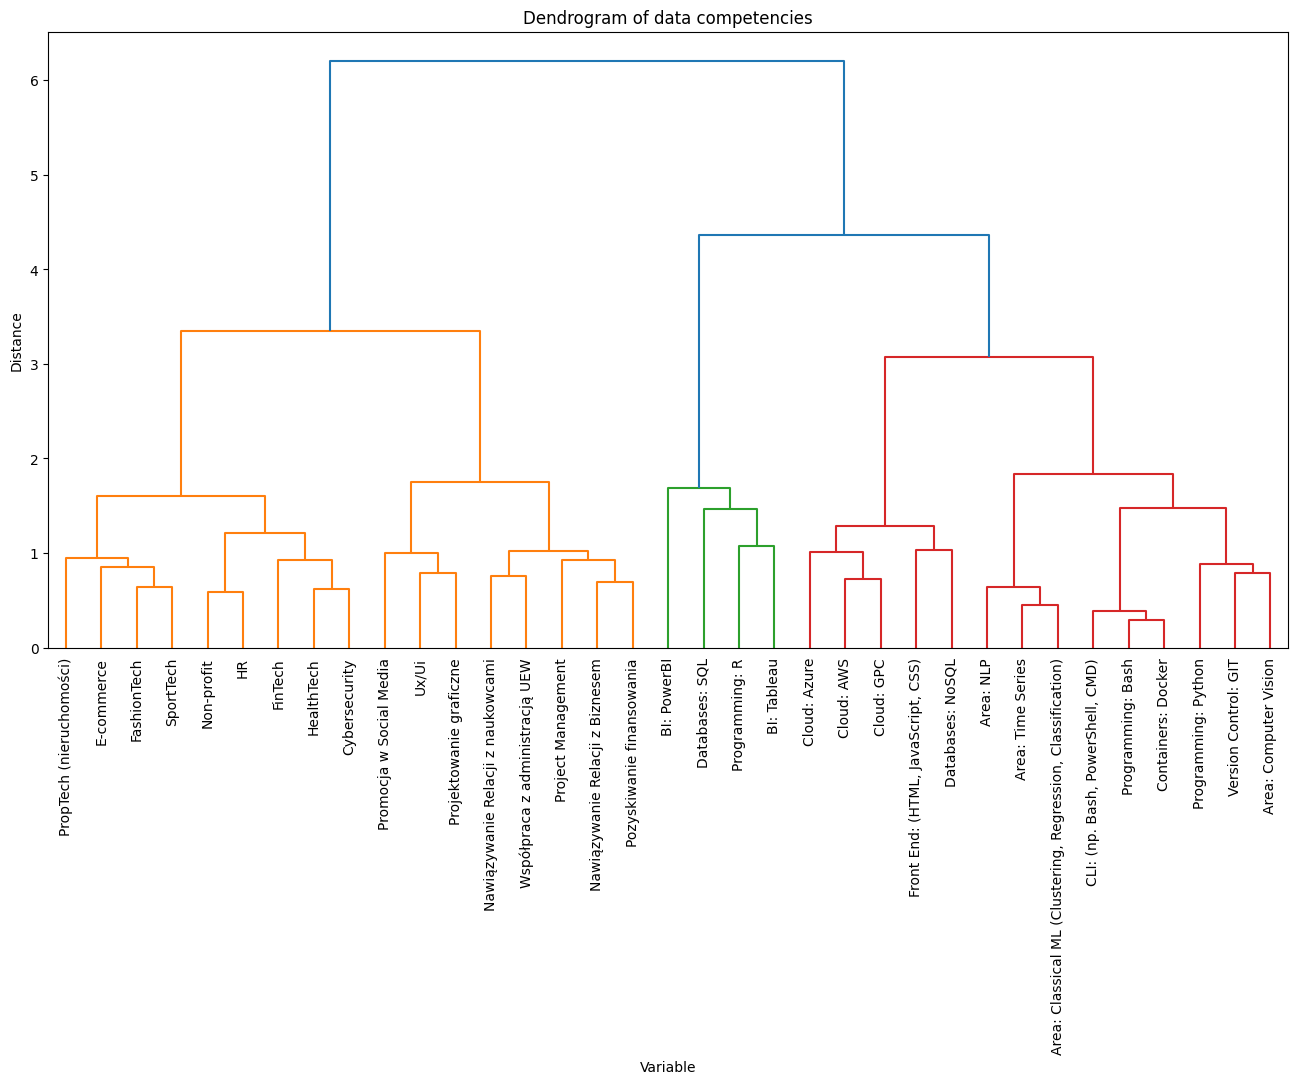 Dendrogram of data competencies
Distance
6
5
4
3
2
1
0
PropTech (nieruchomości)
E-commerce
FashionTech
SportTech
Non-profit
HR
FinTech
HealthTech
Cybersecurity
Promocja w Social Media
Ux/Ui
Projektowanie graficzne
Nawiązywanie Relacji z naukowcami
Współpraca z administracją UEW
Project Management
Nawiązywanie Relacji z Biznesem
Pozyskiwanie finansowania
BI: PowerBI
Databases: SQL
Programming: R
BI: Tableau
Cloud: Azure
Cloud: AWS
Cloud: GPC
Front End: (HTML, JavaScript, CSS)
Databases: NoSQL
Area: NLP
Area: Time Series
Area: Classical ML (Clustering, Regression, Classification)
CLI: (np. Bash, PowerShell, CMD)
Programming: Bash
Containers: Docker
Programming: Python
Version Control: GIT
Area: Computer Vision
Variable